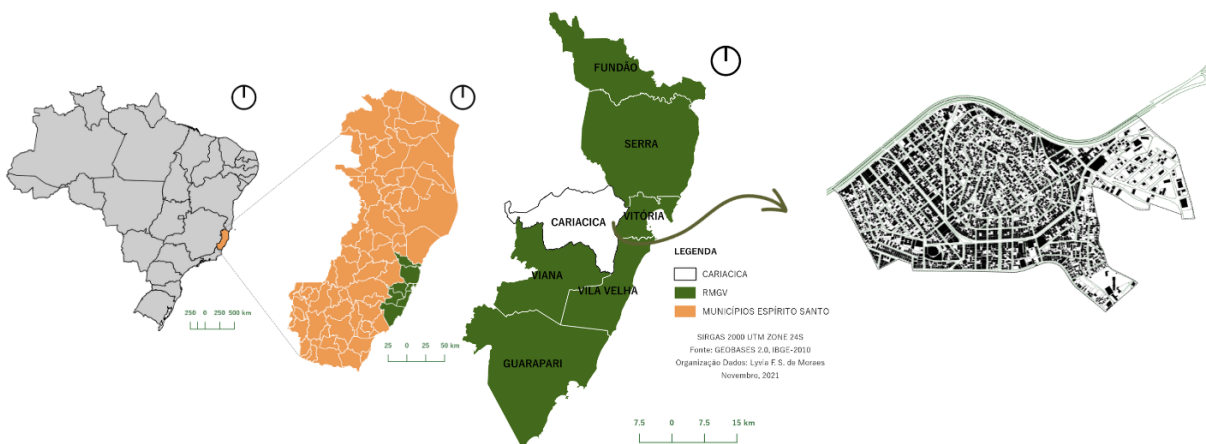 250 0 250 500 km
25 0 25 50 km
FUNDÃO
SERRA
CARIACICA
VITÓRIA
VIANA
VILA VELHA
GUARAPARI
LEGENDA
CARIACICA
RMGV
MUNICÍPIOS ESPÍRITO SANTO
SIRGAS 2000 UTM ZONE 24S
Fonte: GEOBASES 2.0, IBGE-2010
Organização Dados: Lyvia F. S. de Moraes
Novembro, 2021
7.5 0 7.5 15 km